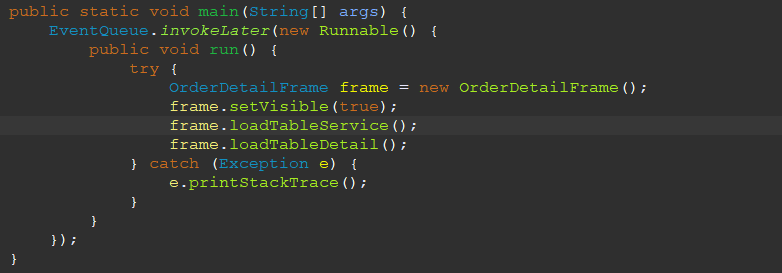 public static void main(String[] args) {
    EventQueue.invokeLater(new Runnable() {
        public void run() {
            try {
                OrderDetailFrame frame = new OrderDetailFrame();
                frame.setVisible(true);
                frame.loadTableService();
                frame.loadTableDetail();
            } catch (Exception e) {
                e.printStackTrace();
            }
        }
    });
}